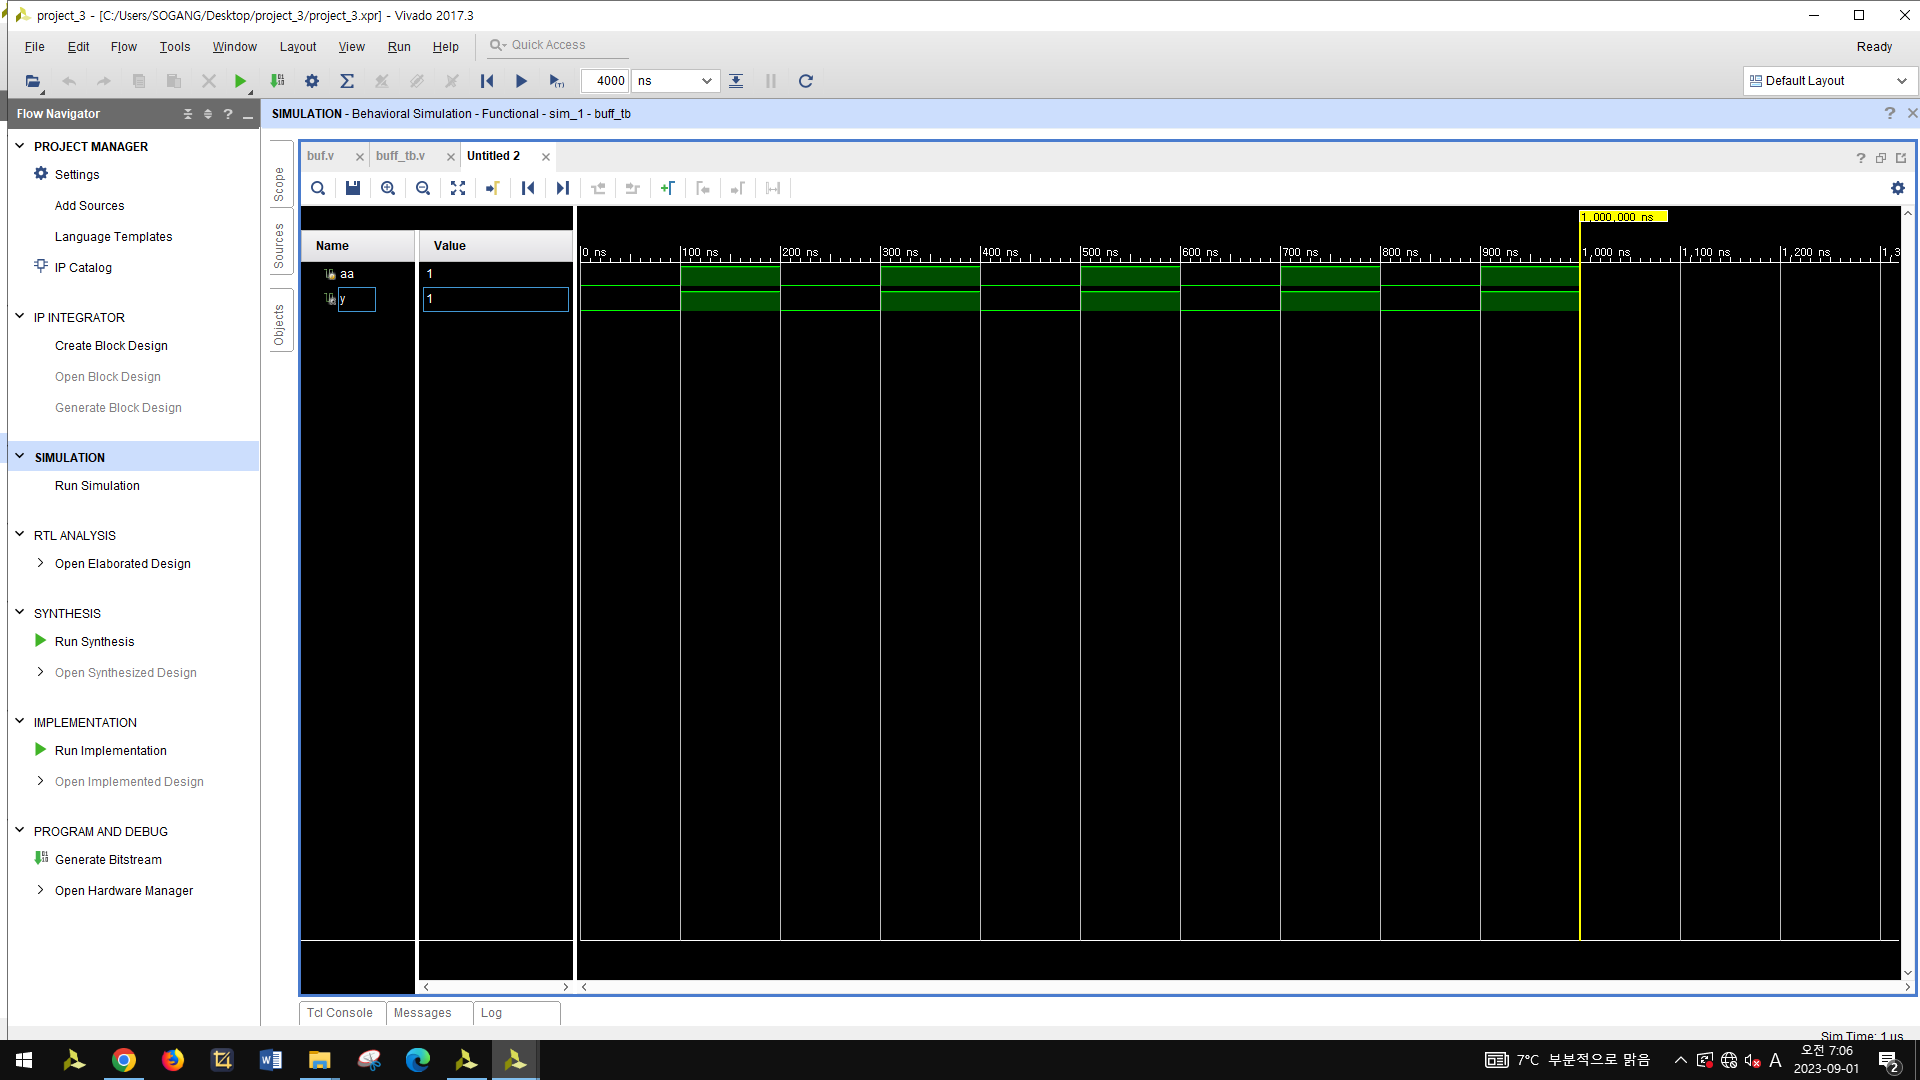 project_3 - [C:/Users/SOGANG/Desktop/project_3/project_3.xpr] - Vivado 2017.3
File Edit Flow Tools Window Layout View Run Help Quick Access
Ready
4000 ns
Default Layout
Flow Navigator
SIMULATION - Behavioral Simulation - Functional - sim_1 - buff_tb
PROJECT MANAGER
Settings
Add Sources
Language Templates
IP Catalog
IP INTEGRATOR
Create Block Design
Open Block Design
Generate Block Design
SIMULATION
Run Simulation
RTL ANALYSIS
Open Elaborated Design
SYNTHESIS
Run Synthesis
Open Synthesized Design
IMPLEMENTATION
Run Implementation
Open Implemented Design
PROGRAM AND DEBUG
Generate Bitstream
Open Hardware Manager
Scope
Sources
Objects
buf.v buff_tb.v Untitled 2
1,000,000 ns
Name Value
0 ns 100 ns 200 ns 300 ns 400 ns 500 ns 600 ns 700 ns 800 ns 900 ns 1,000 ns 1,100 ns 1,200 ns 1,3
aa 1
y 1
Tcl Console Messages Log
Sim Time: 1 us
7°C 부분적으로 맑음
A
오전 7:06
2023-09-01
2